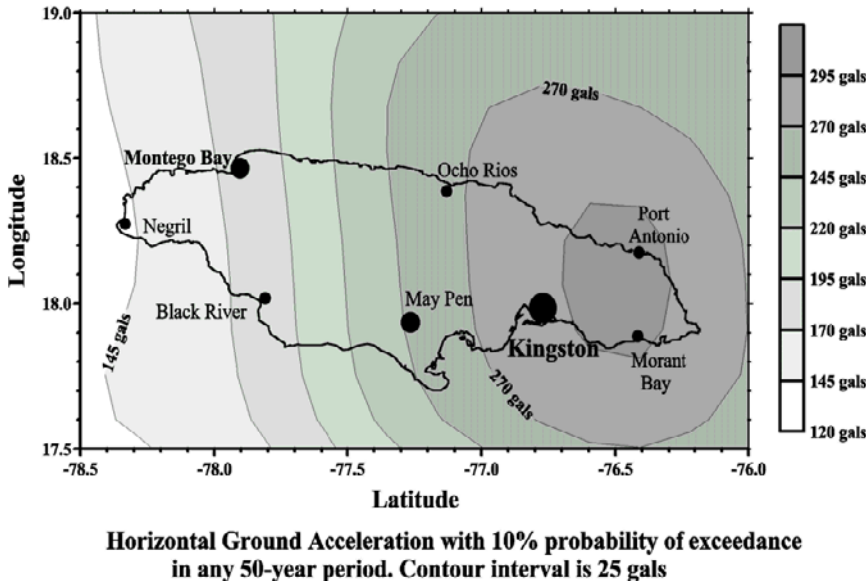 19.0
18.5
18.0
17.5
Longitude
-78.5
-78.0
-77.5
-77.0
-76.5
-76.0
Latitude
Montego Bay
Negril
Black River
Ocho Rios
May Pen
Kingston
Port
Antonio
Morant
Bay
145 gals
270 gals
270 gals
295 gals
270 gals
245 gals
220 gals
195 gals
170 gals
145 gals
120 gals
Horizontal Ground Acceleration with 10% probability of exceedance
in any 50-year period. Contour interval is 25 gals